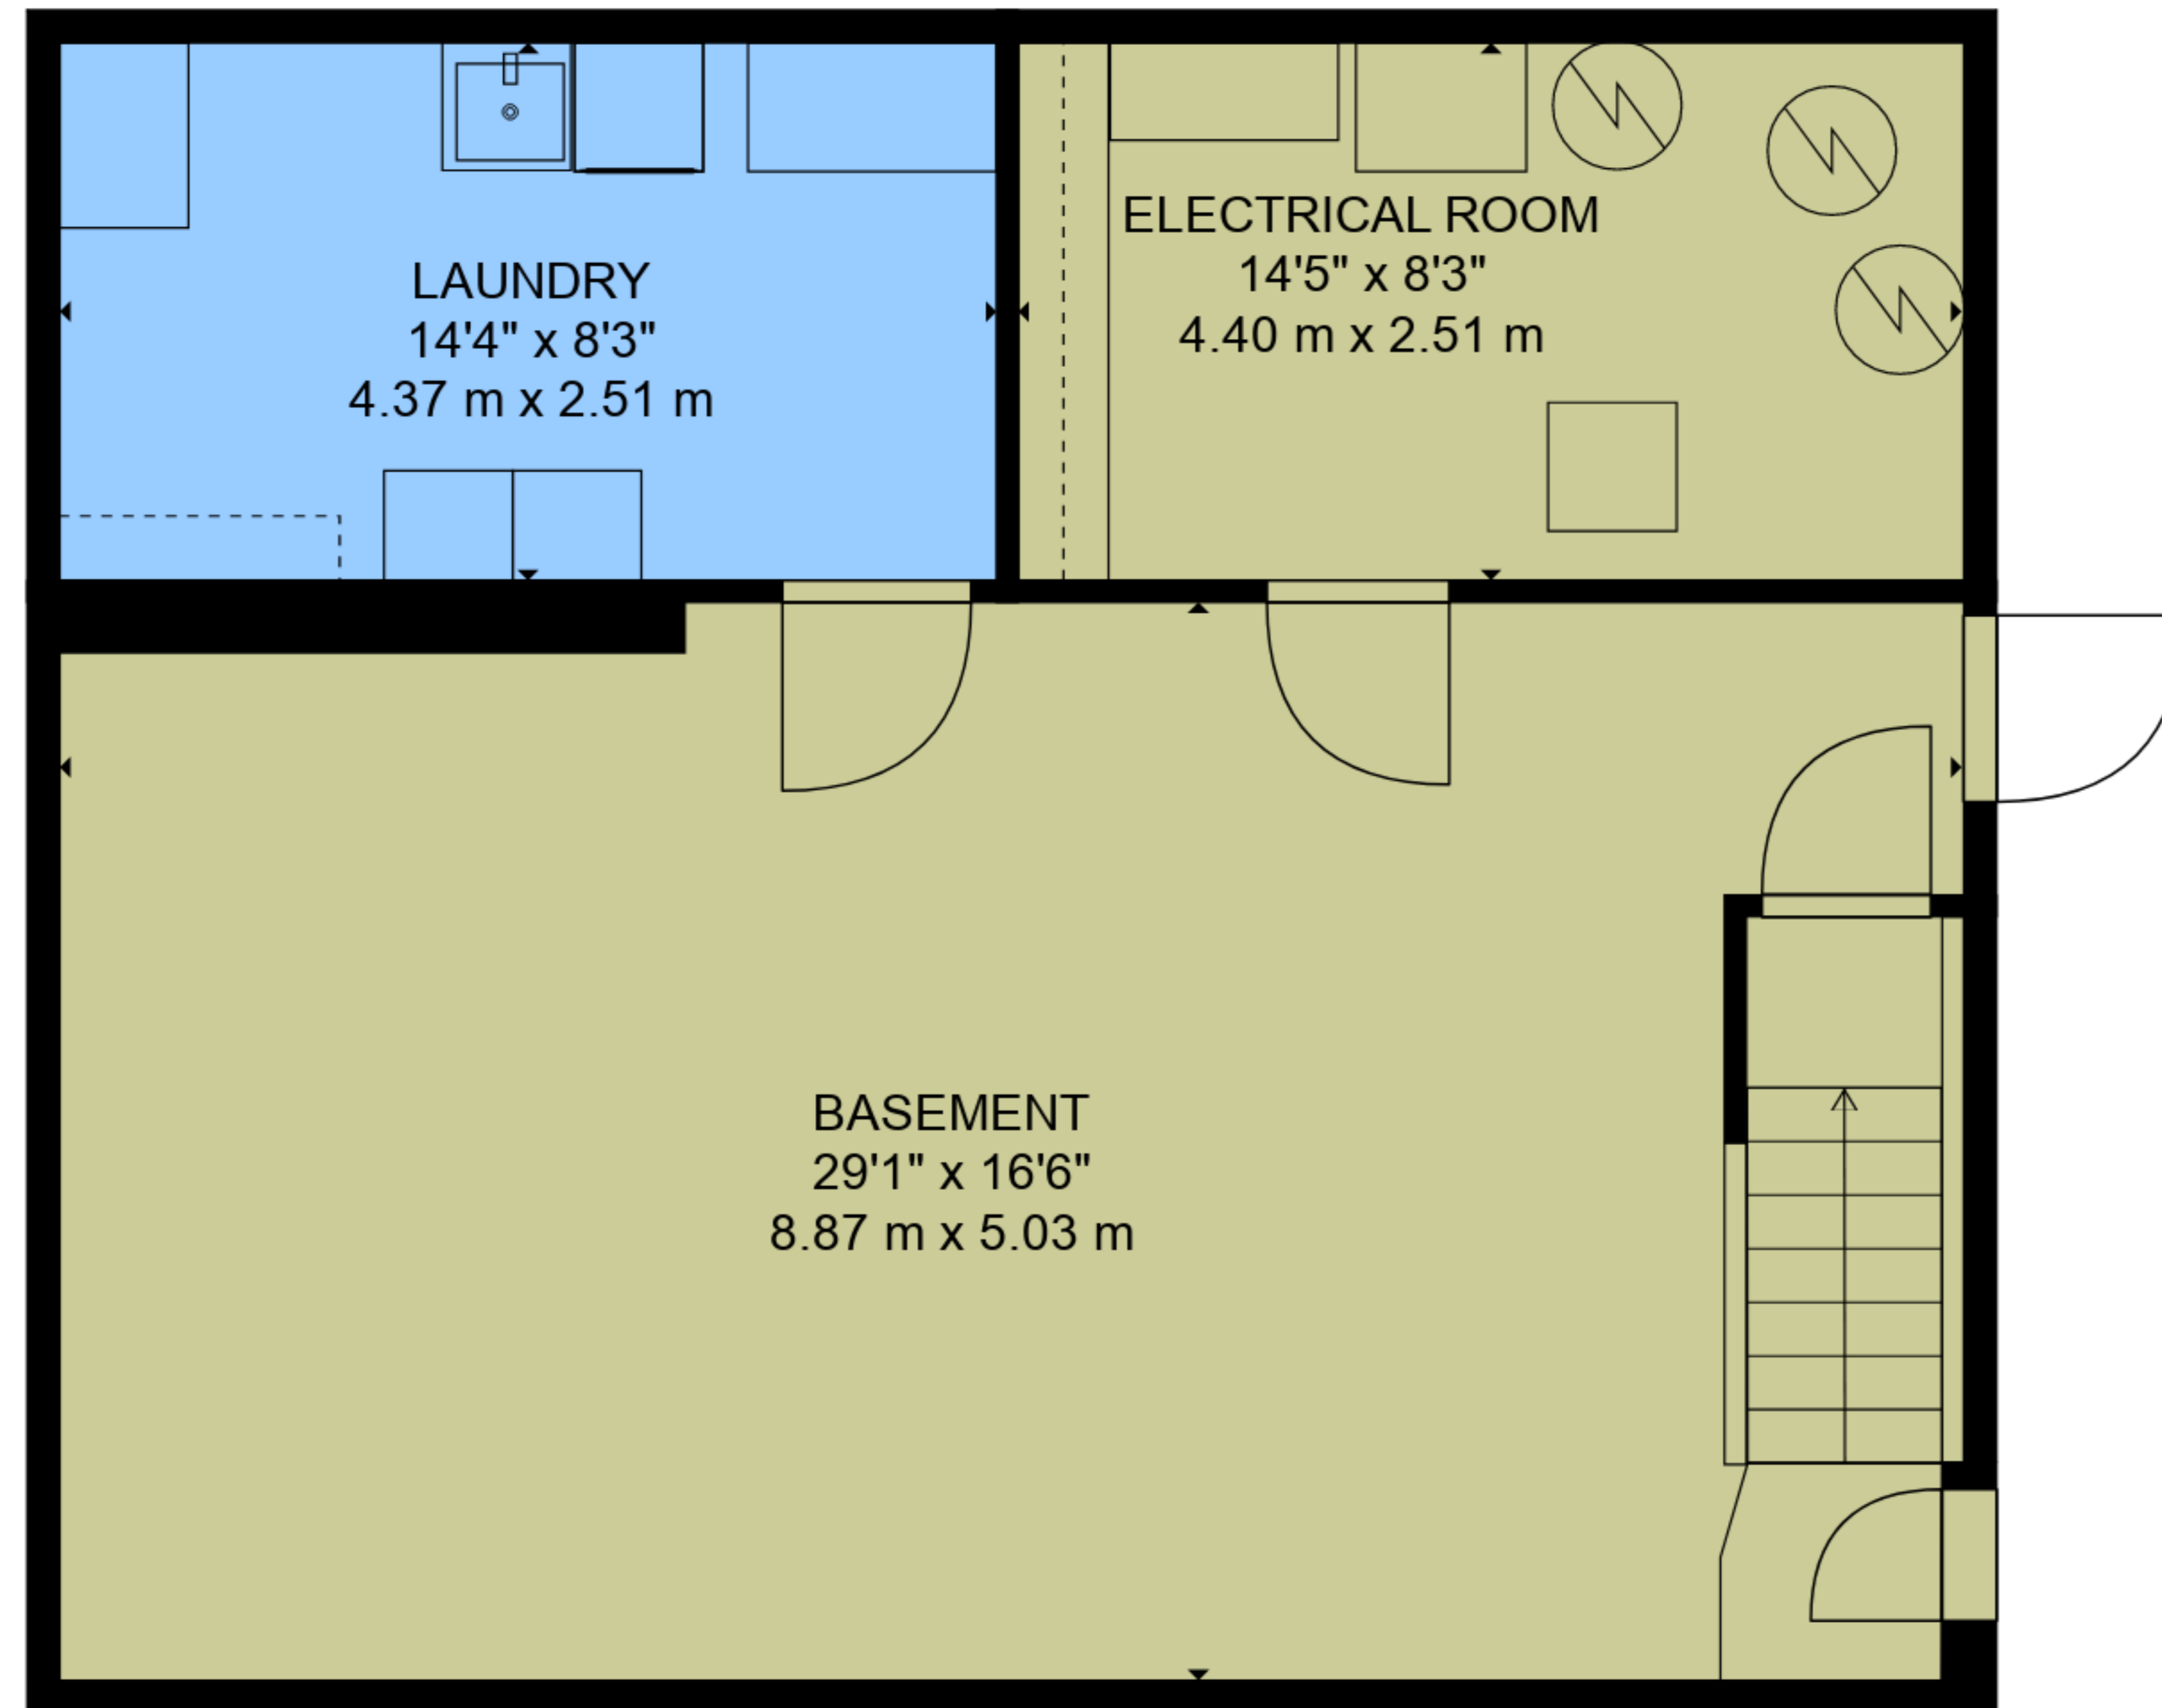 LAUNDRY
14'4" x 8'3"
4.37 m x 2.51 m
ELECTRICAL ROOM
14'5" x 8'3"
4.40 m x 2.51 m
BASEMENT
29'1" x 16'6"
8.87 m x 5.03 m